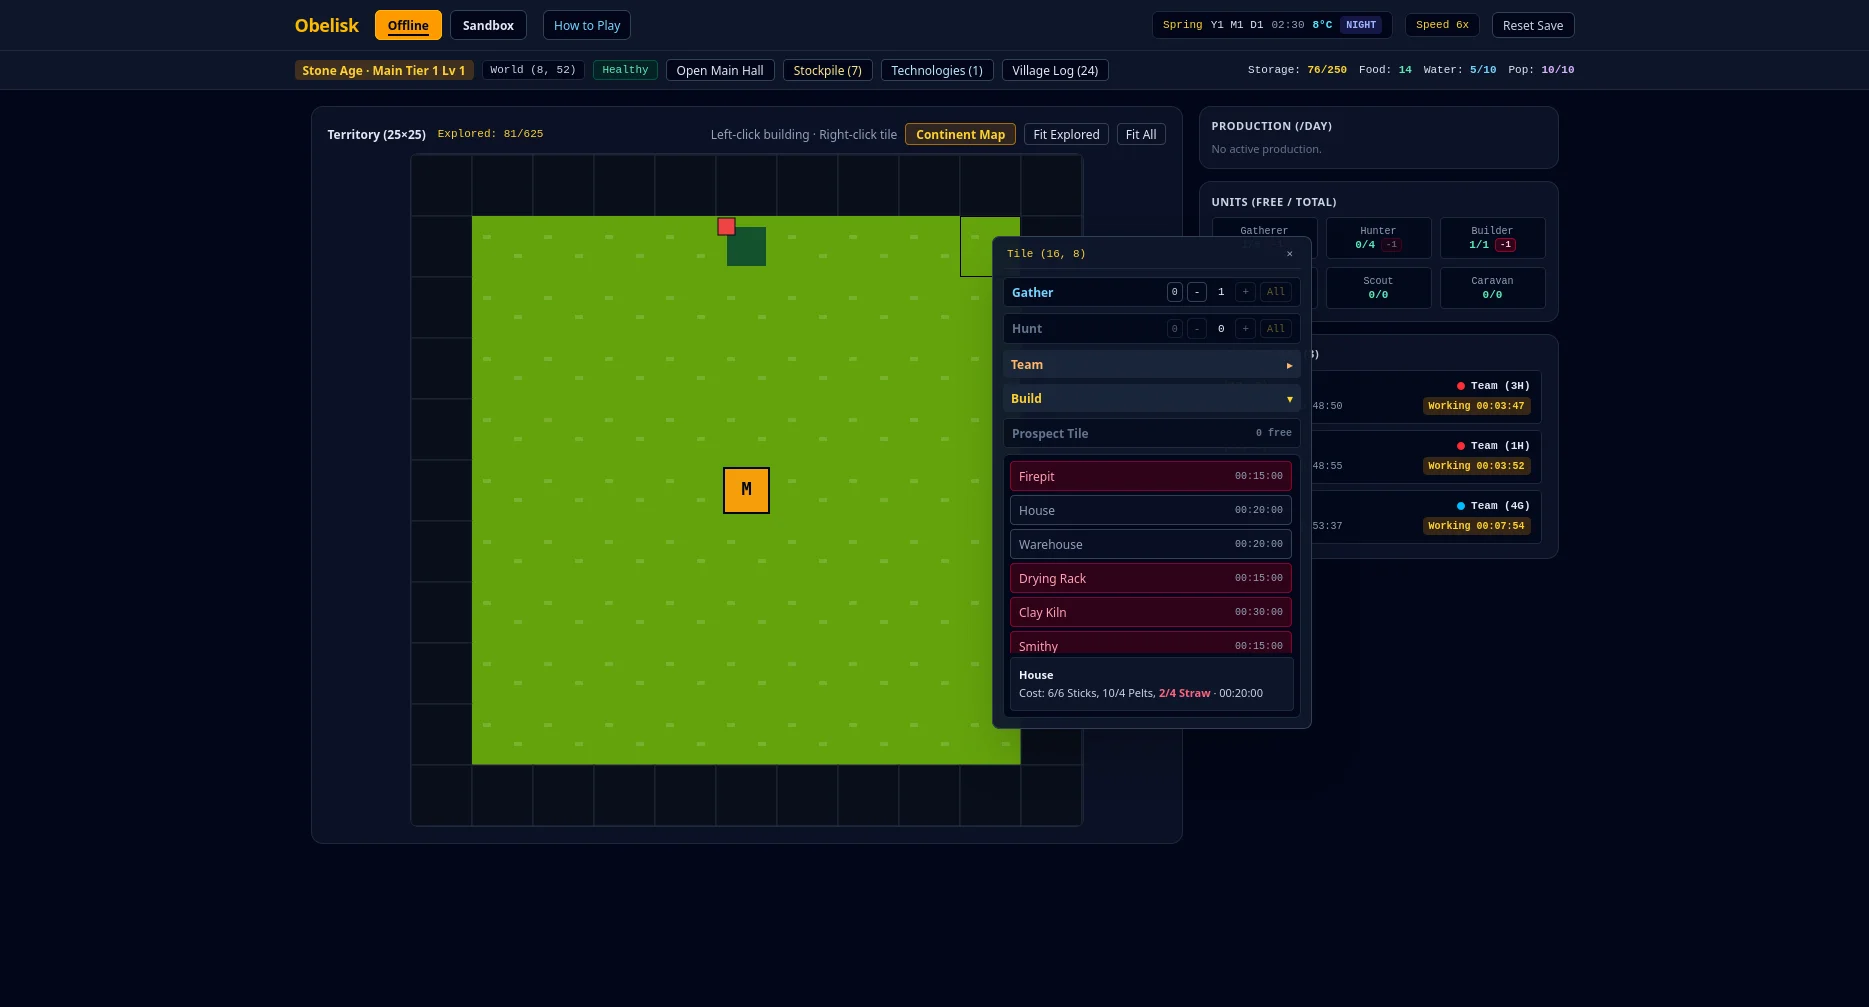 Obelisk Offline Sandbox How to Play Spring Y1 M1 D1 02:30 8°C NIGHT Speed 6x Reset Save
Stone Age · Main Tier 1 Lv 1 World (8, 52) Healthy Open Main Hall Stockpile (7) Technologies (1) Village Log (24) Storage: 76/250 Food: 14 Water: 5/10 Pop: 10/10
Territory (25×25) Explored: 81/625 Left-click building · Right-click tile Continent Map Fit Explored Fit All
M
Tile (16, 8) ×
Gather 0 - 1 + All
Hunt 0 - 0 + All
Team ▸
Build ▾
Prospect Tile 0 free
Firepit 00:15:00
House 00:20:00
Warehouse 00:20:00
Drying Rack 00:15:00
Clay Kiln 00:30:00
Smithy 00:15:00
House
Cost: 6/6 Sticks, 10/4 Pelts, 2/4 Straw · 00:20:00
PRODUCTION (/DAY)
No active production.
UNITS (FREE / TOTAL)
Gatherer Hunter Builder
0/4 -1 1/1 -1
Scout Caravan
0/0 0/0
Team (3H)
48:50 Working 00:03:47
Team (1H)
48:55 Working 00:03:52
Team (4G)
53:37 Working 00:07:54